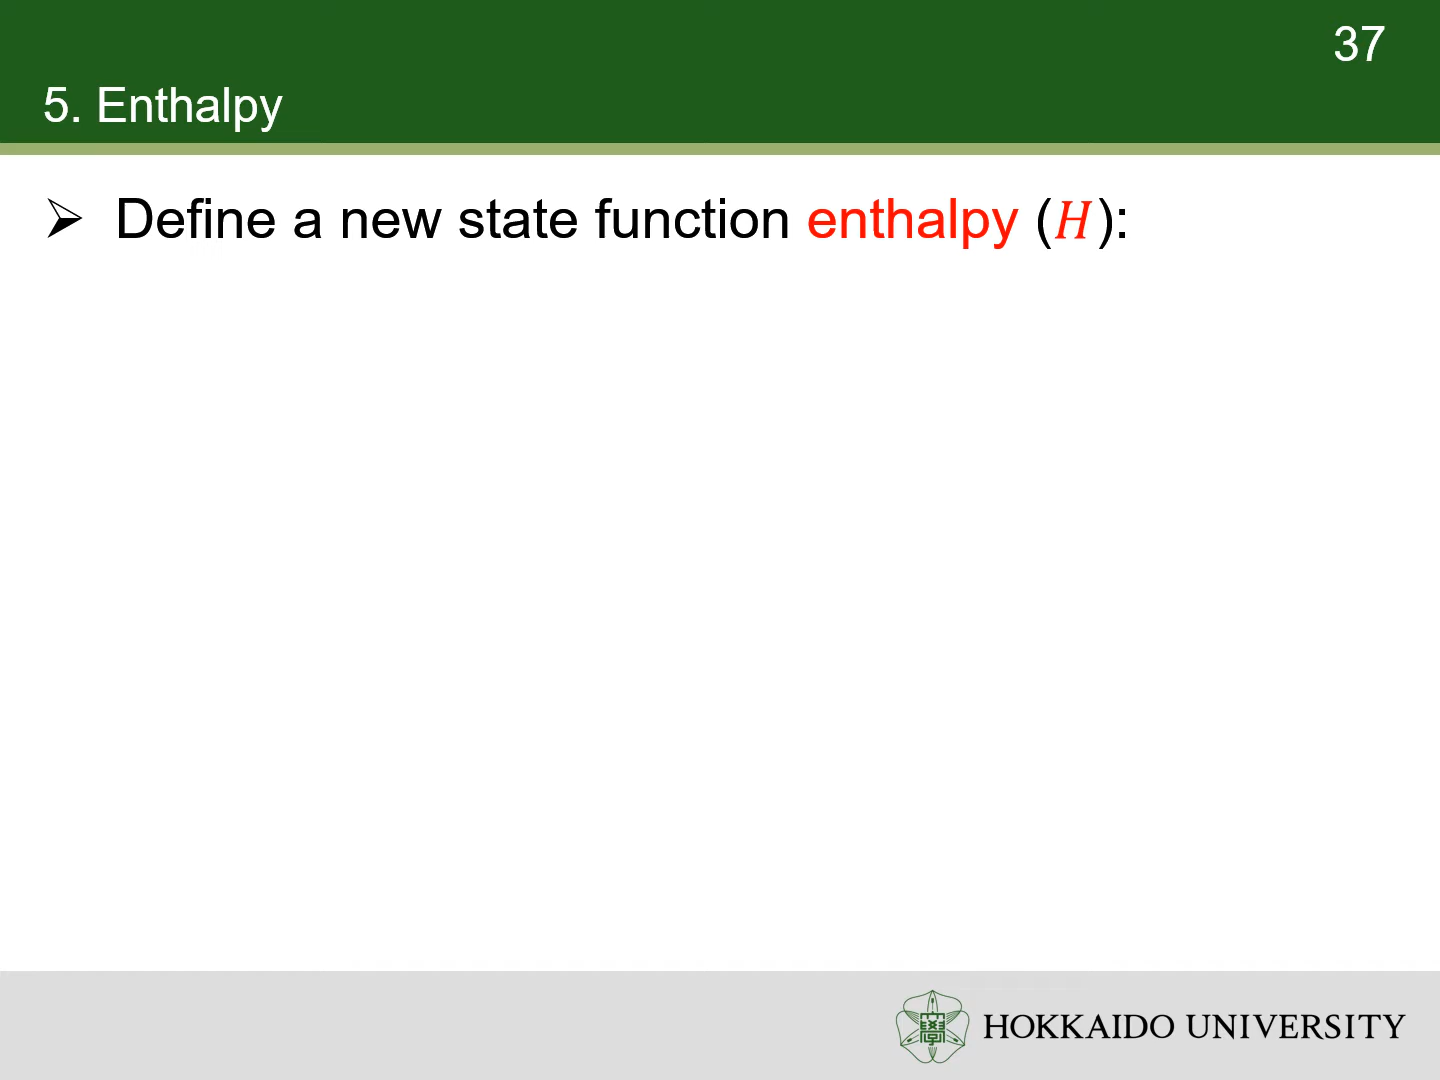 37
5. Enthalpy
➢ Define a new state function enthalpy (H):
HOKKAIDO UNIVERSITY